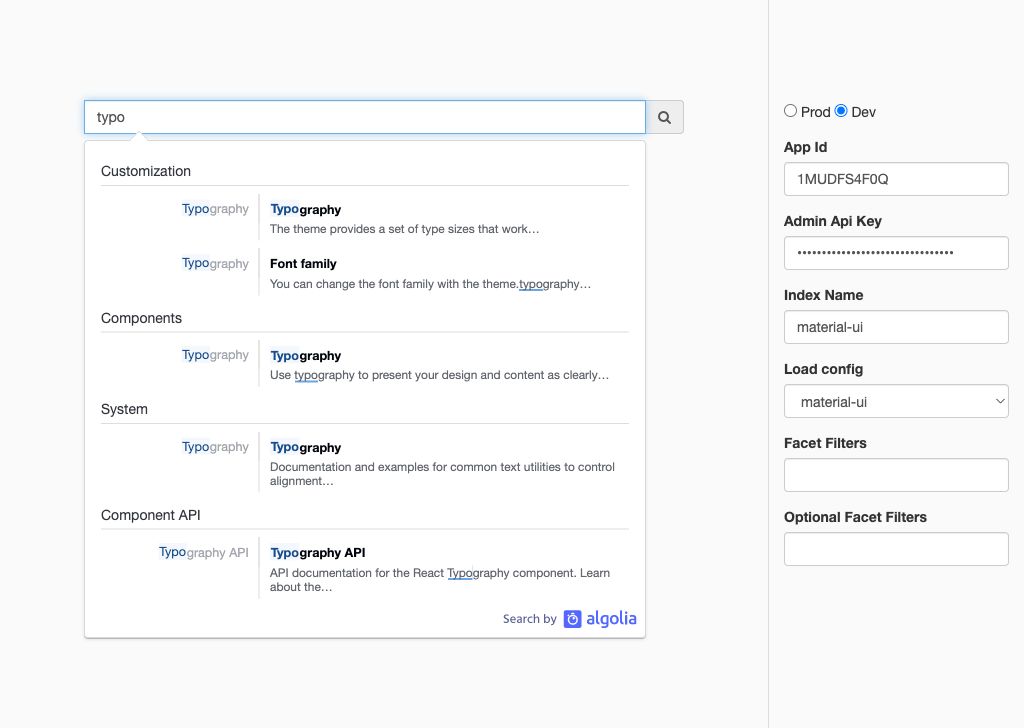 typo
Customization
Typography
Typography
The theme provides a set of type sizes that work…
Typography
Font family
You can change the font family with the theme.typography…
Components
Typography
Typography
Use typography to present your design and content as clearly…
System
Typography
Typography
Documentation and examples for common text utilities to control
alignment…
Component API
Typography API
Typography API
API documentation for the React Typography component. Learn
about the…
Search by algolia
Prod Dev
App Id
1MUDFS4F0Q
Admin Api Key
••••••••••••••••••••••••••••••••
Index Name
material-ui
Load config
material-ui
Facet Filters
Optional Facet Filters